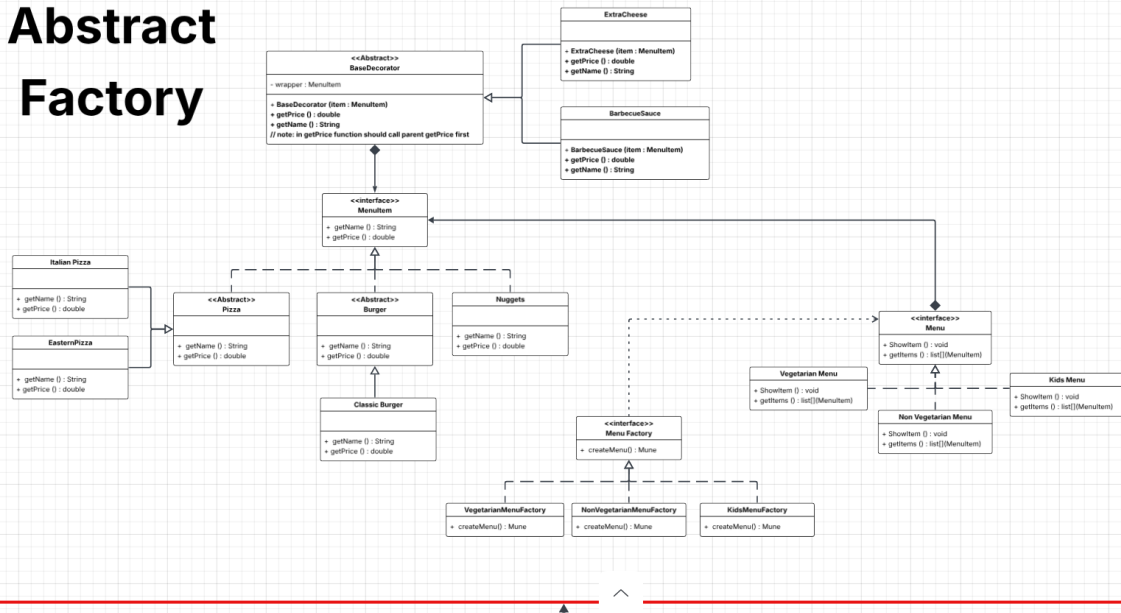 Abstract
Factory
<<Abstract>>
BaseDecorator
- wrapper : MenuItem
+ BaseDecorator (item : MenuItem)
+ getPrice () : double
+ getName () : String
// note: in getPrice function should call parent getPrice first
ExtraCheese
+ ExtraCheese (item : MenuItem)
+ getPrice () : double
+ getName () : String
BarbecueSauce
+ BarbecueSauce (item : MenuItem)
+ getPrice () : double
+ getName () : String
<<interface>>
MenuItem
+ getName () : String
+ getPrice () : double
Italian Pizza
+ getName () : String
+ getPrice () : double
EasternPizza
+ getName () : String
+ getPrice () : double
<<Abstract>>
Pizza
+ getName () : String
+ getPrice () : double
<<Abstract>>
Burger
+ getName () : String
+ getPrice () : double
Nuggets
+ getName () : String
+ getPrice () : double
Classic Burger
+ getName () : String
+ getPrice () : double
<<interface>>
Menu
+ ShowItem () : void
+ getItems () : list[](MenuItem)
Vegetarian Menu
+ ShowItem () : void
+ getItems () : list[](MenuItem)
Kids Menu
+ ShowItem () : void
+ getItems () : list[](MenuItem)
Non Vegetarian Menu
+ ShowItem () : void
+ getItems () : list[](MenuItem)
<<interface>>
Menu Factory
+ createMenu () : Mune
VegetarianMenuFactory
+ createMenu() : Mune
NonVegetarianMenuFactory
+ createMenu() : Mune
KidsMenuFactory
+ createMenu() : Mune